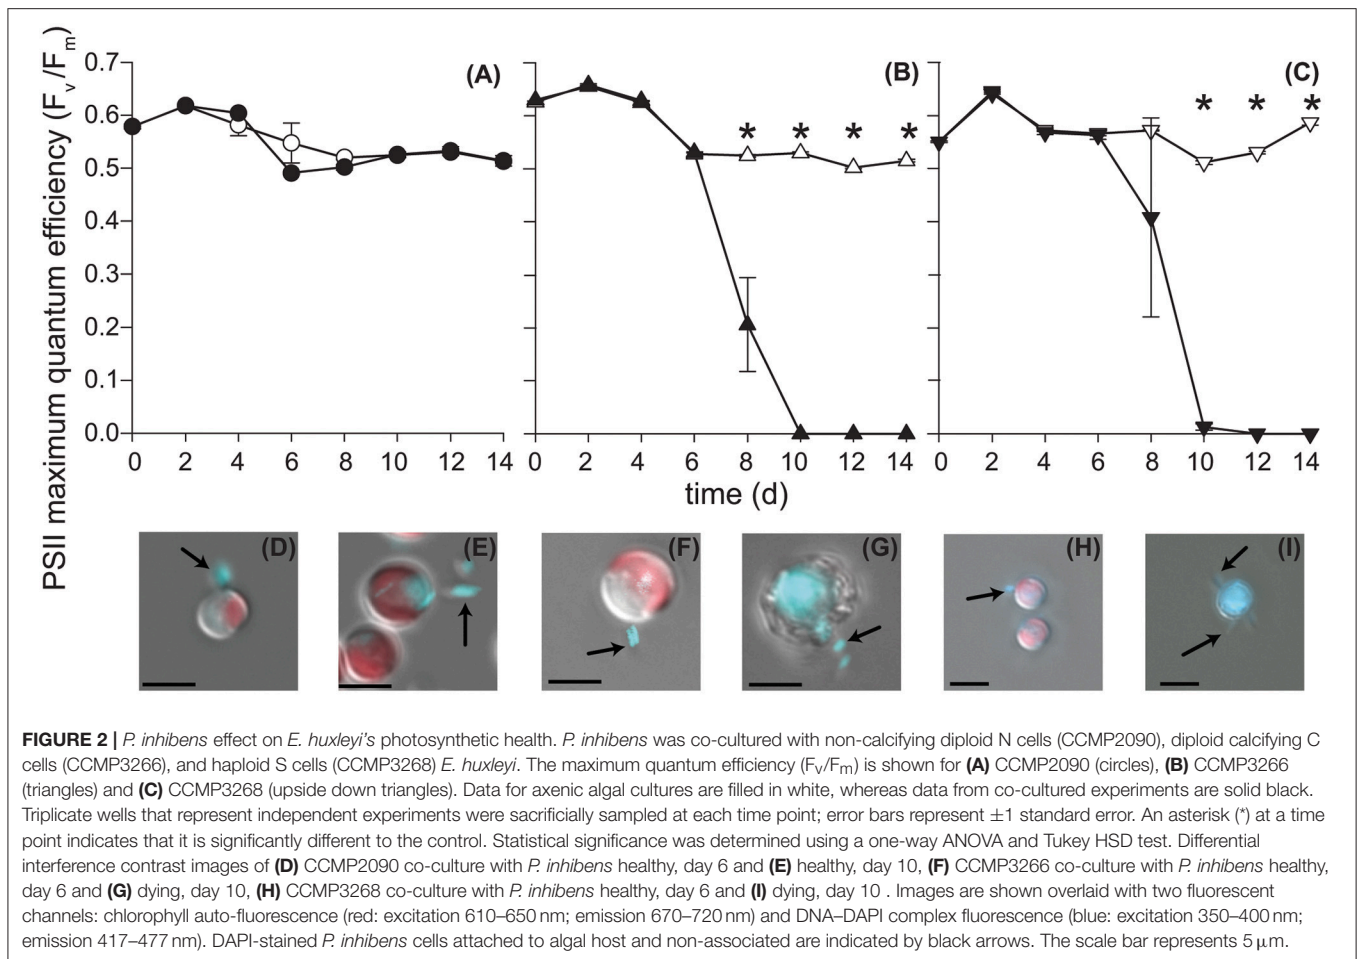 PSII maximum quantum efficiency (Fv/Fm)
0.7
0.6
0.5
0.4
0.3
0.2
0.1
0.0
(A)
(B)
* * * *
(C)
* * *
0 2 4 6 8 10 12 14
0 2 4 6 8 10 12 14
0 2 4 6 8 10 12 14
time (d)
(D)
(E)
(F)
(G)
(H)
(I)
FIGURE 2 | P. inhibens effect on E. huxleyi's photosynthetic health. P. inhibens was co-cultured with non-calcifying diploid N cells (CCMP2090), diploid calcifying C
cells (CCMP3266), and haploid S cells (CCMP3268) E. huxleyi. The maximum quantum efficiency (Fv/Fm) is shown for (A) CCMP2090 (circles), (B) CCMP3266
(triangles) and (C) CCMP3268 (upside down triangles). Data for axenic algal cultures are filled in white, whereas data from co-cultured experiments are solid black.
Triplicate wells that represent independent experiments were sacrificially sampled at each time point; error bars represent ±1 standard error. An asterisk (*) at a time
point indicates that it is significantly different to the control. Statistical significance was determined using a one-way ANOVA and Tukey HSD test. Differential
interference contrast images of (D) CCMP2090 co-culture with P. inhibens healthy, day 6 and (E) healthy, day 10, (F) CCMP3266 co-culture with P. inhibens healthy,
day 6 and (G) dying, day 10, (H) CCMP3268 co-culture with P. inhibens healthy, day 6 and (I) dying, day 10 . Images are shown overlaid with two fluorescent
channels: chlorophyll auto-fluorescence (red: excitation 610–650 nm; emission 670–720 nm) and DNA–DAPI complex fluorescence (blue: excitation 350–400 nm;
emission 417–477 nm). DAPI-stained P. inhibens cells attached to algal host and non-associated are indicated by black arrows. The scale bar represents 5 μm.